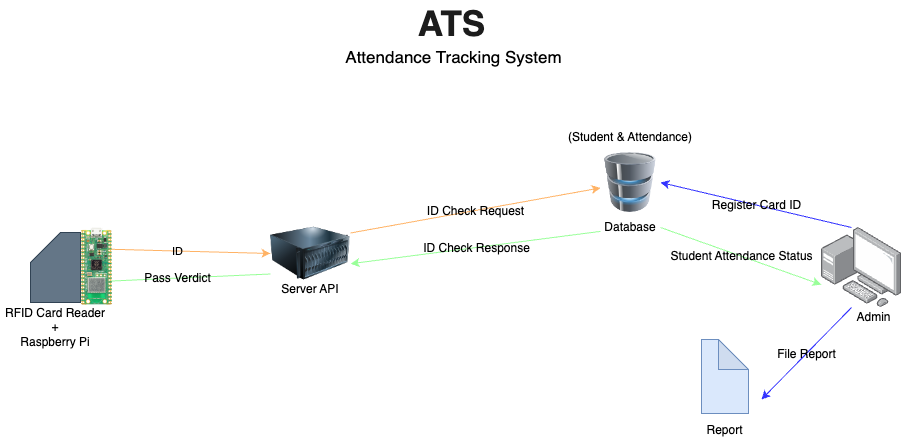 ATS
Attendance Tracking System
(Student & Attendance)
Database
ID Check Request
ID Check Response
Register Card ID
Student Attendance Status
ID
Pass Verdict
Server API
RFID Card Reader
+
Raspberry Pi
Admin
File Report
Report